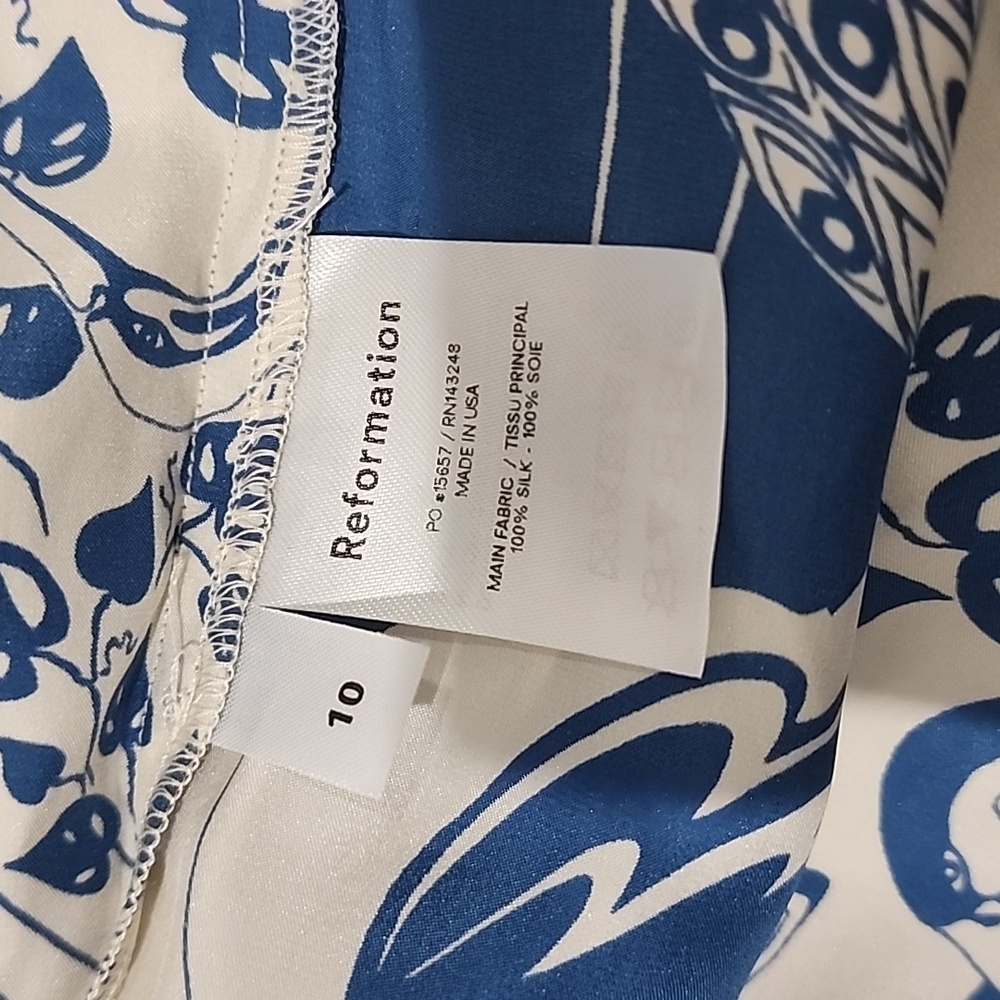 Reformation
PO #15657 / RN143248
MADE IN USA
MAIN FABRIC / TISSU PRINCIPAL
100% SILK - 100% SOIE
10